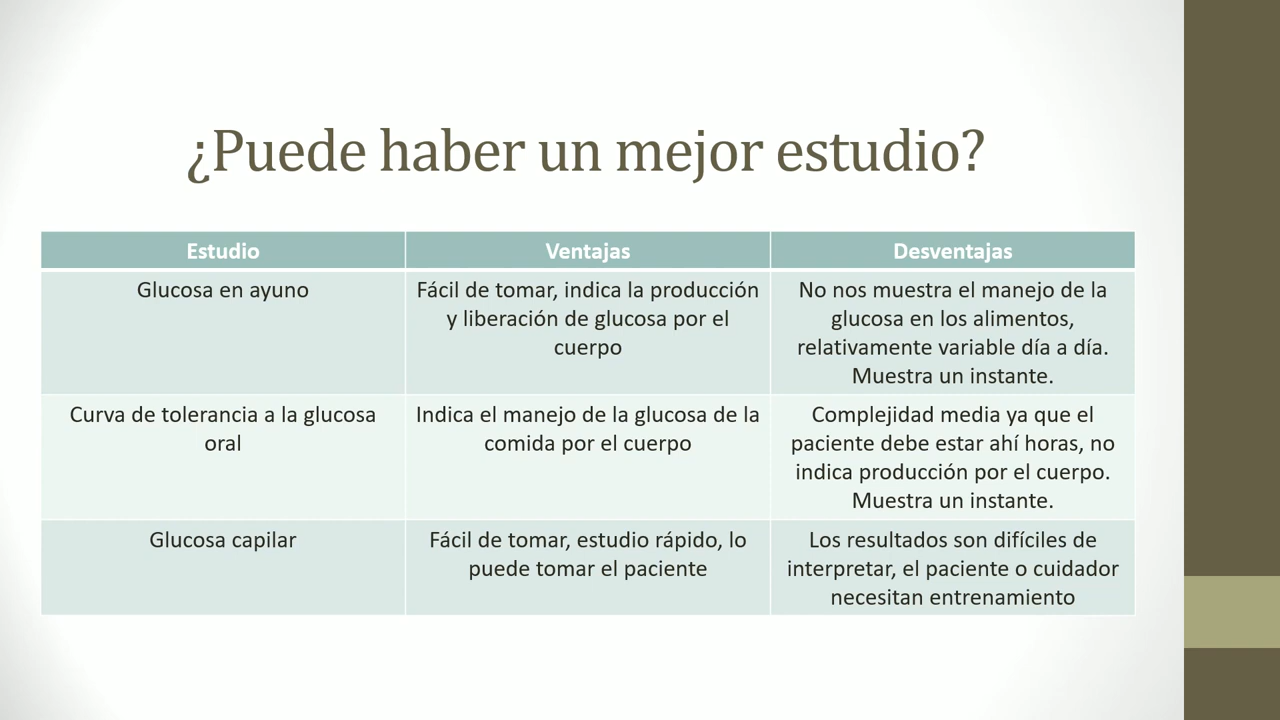 ¿Puede haber un mejor estudio?
Estudio
Ventajas
Desventajas
Glucosa en ayuno
Fácil de tomar, indica la producción
y liberación de glucosa por el
cuerpo
No nos muestra el manejo de la
glucosa en los alimentos,
relativamente variable día a día.
Muestra un instante.
Curva de tolerancia a la glucosa
oral
Indica el manejo de la glucosa de la
comida por el cuerpo
Complejidad media ya que el
paciente debe estar ahí horas, no
indica producción por el cuerpo.
Muestra un instante.
Glucosa capilar
Fácil de tomar, estudio rápido, lo
puede tomar el paciente
Los resultados son difíciles de
interpretar, el paciente o cuidador
necesitan entrenamiento